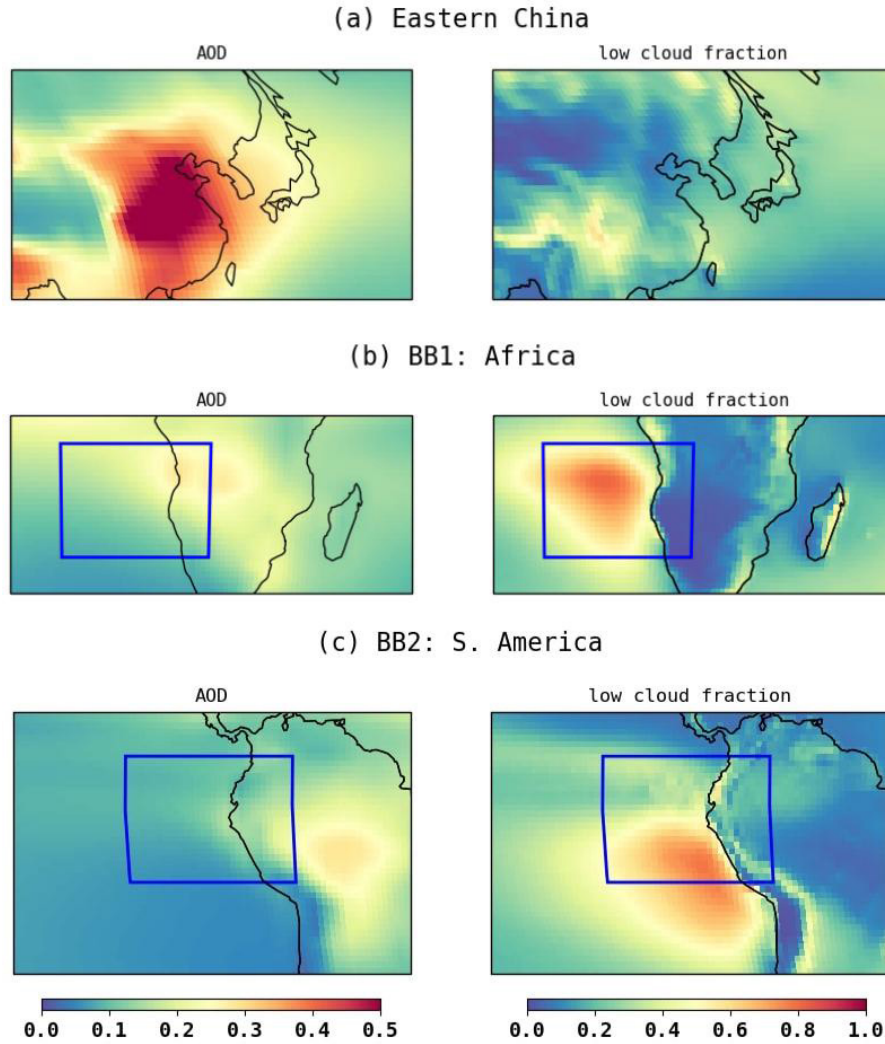 (a) Eastern China
AOD low cloud fraction
(b) BB1: Africa
AOD low cloud fraction
(c) BB2: S. America
AOD low cloud fraction
0.0 0.1 0.2 0.3 0.4 0.5 0.0 0.2 0.4 0.6 0.8 1.0